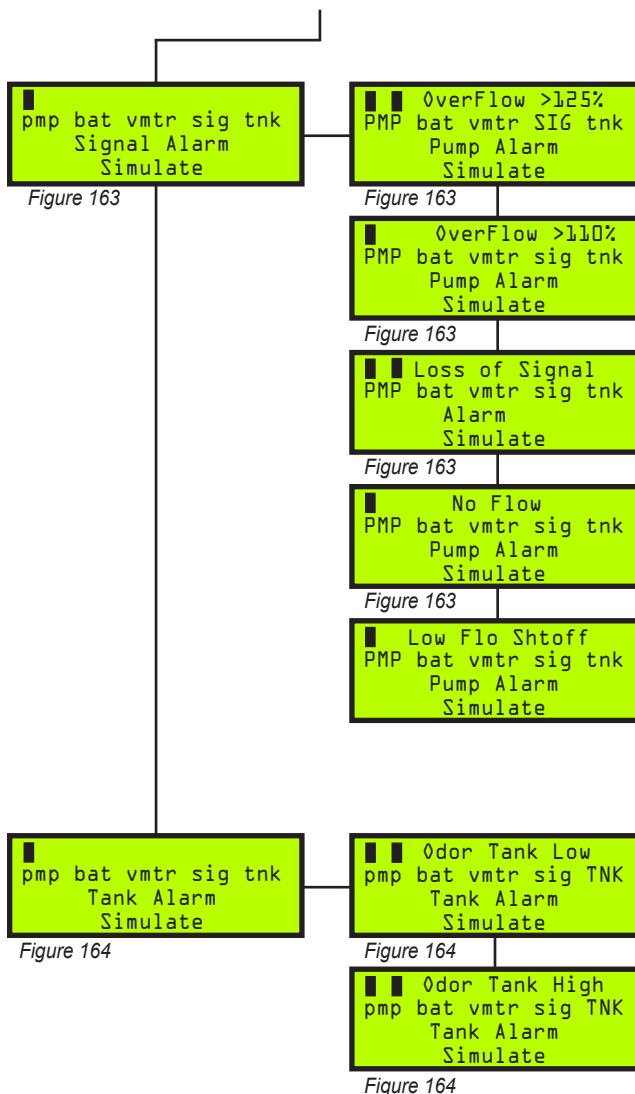 pmp bat vmtr sig tnk
Signal Alarm
Simulate
Figure 163
OverFlow >125%
PMP bat vmtr SIG tnk
Pump Alarm
Simulate
Figure 163
OverFlow >110%
PMP bat vmtr sig tnk
Pump Alarm
Simulate
Figure 163
Loss of Signal
PMP bat vmtr sig tnk
Alarm
Simulate
Figure 163
No Flow
PMP bat vmtr sig tnk
Pump Alarm
Simulate
Figure 163
Low Flo Shtoff
PMP bat vmtr sig tnk
Pump Alarm
Simulate
pmp bat vmtr sig tnk
Tank Alarm
Simulate
Figure 164
Odor Tank Low
pmp bat vmtr sig TNK
Tank Alarm
Simulate
Figure 164
Odor Tank High
pmp bat vmtr sig TNK
Tank Alarm
Simulate
Figure 164